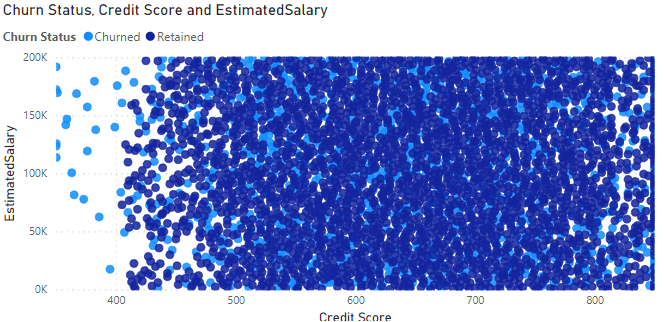 Churn Status, Credit Score and EstimatedSalary
Churn Status Churned Retained
200K
150K
100K
50K
0K
EstimatedSalary
400 500 600 700 800
Credit Score